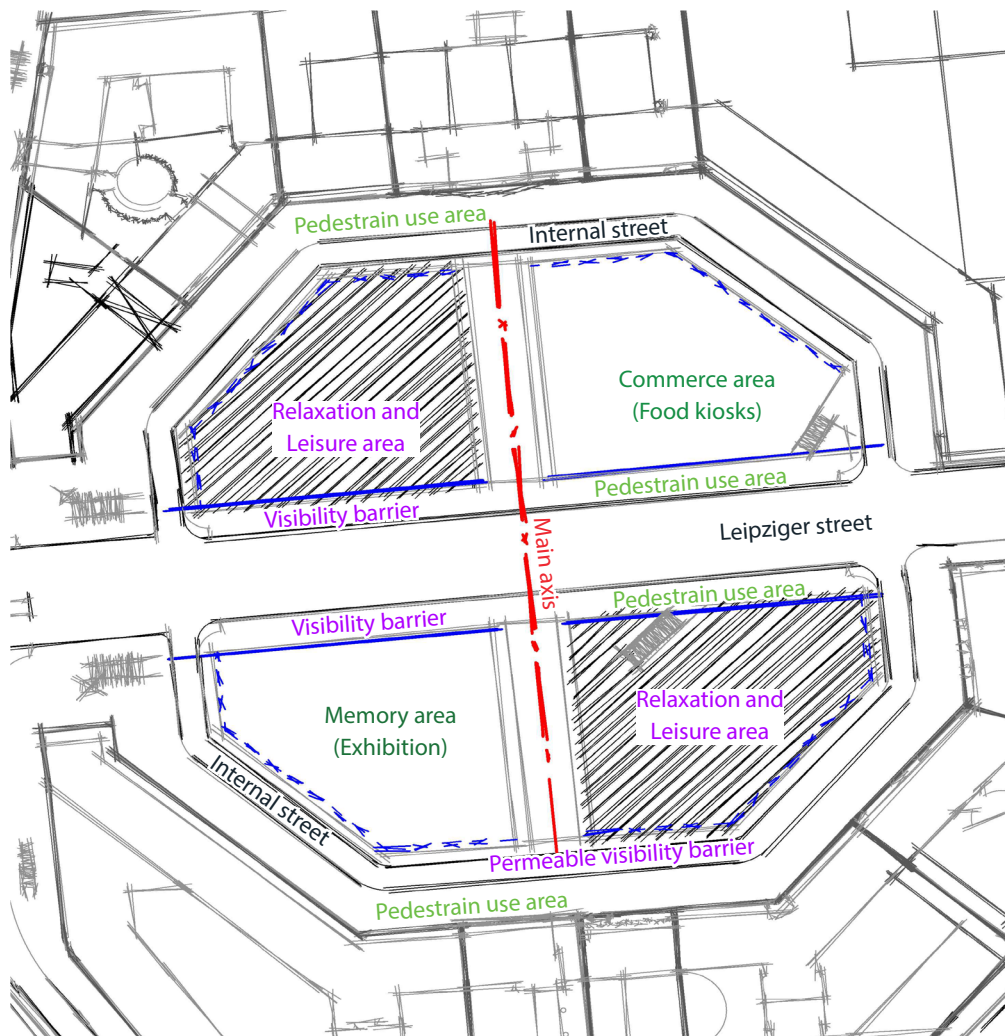 Pedestrain use area
Internal street
Commerce area
(Food kiosks)
Relaxation and
Leisure area
Pedestrain use area
Visibility barrier
Leipziger street
Main axis
Pedestrain use area
Visibility barrier
Relaxation and
Leisure area
Memory area
(Exhibition)
Internal street
Permeable visibility barrier
Pedestrain use area